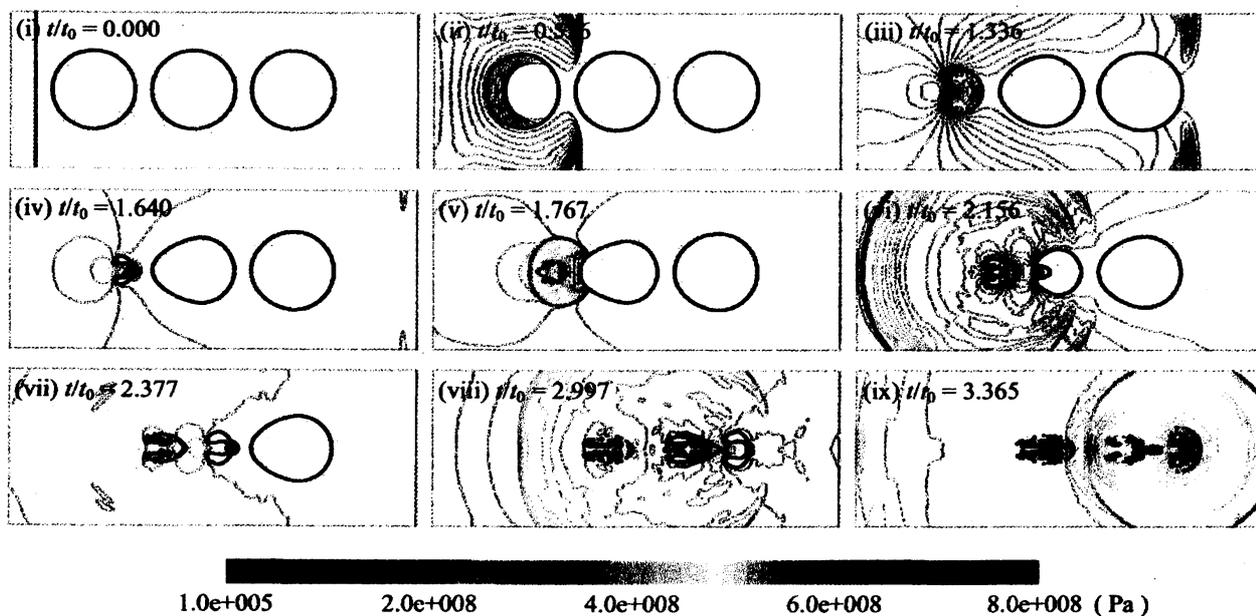 (i) t/t₀ = 0.000
(ii) t/t₀ =
(iii) t/t₀ = 1.336
(iv) t/t₀ = 1.640
(v) t/t₀ = 1.767
(vi) t/t₀ = 2.156
(vii) t/t₀ = 2.377
(viii) t/t₀ = 2.997
(ix) t/t₀ = 3.365
1.0e+005 2.0e+008 4.0e+008 6.0e+008 8.0e+008 ( Pa )